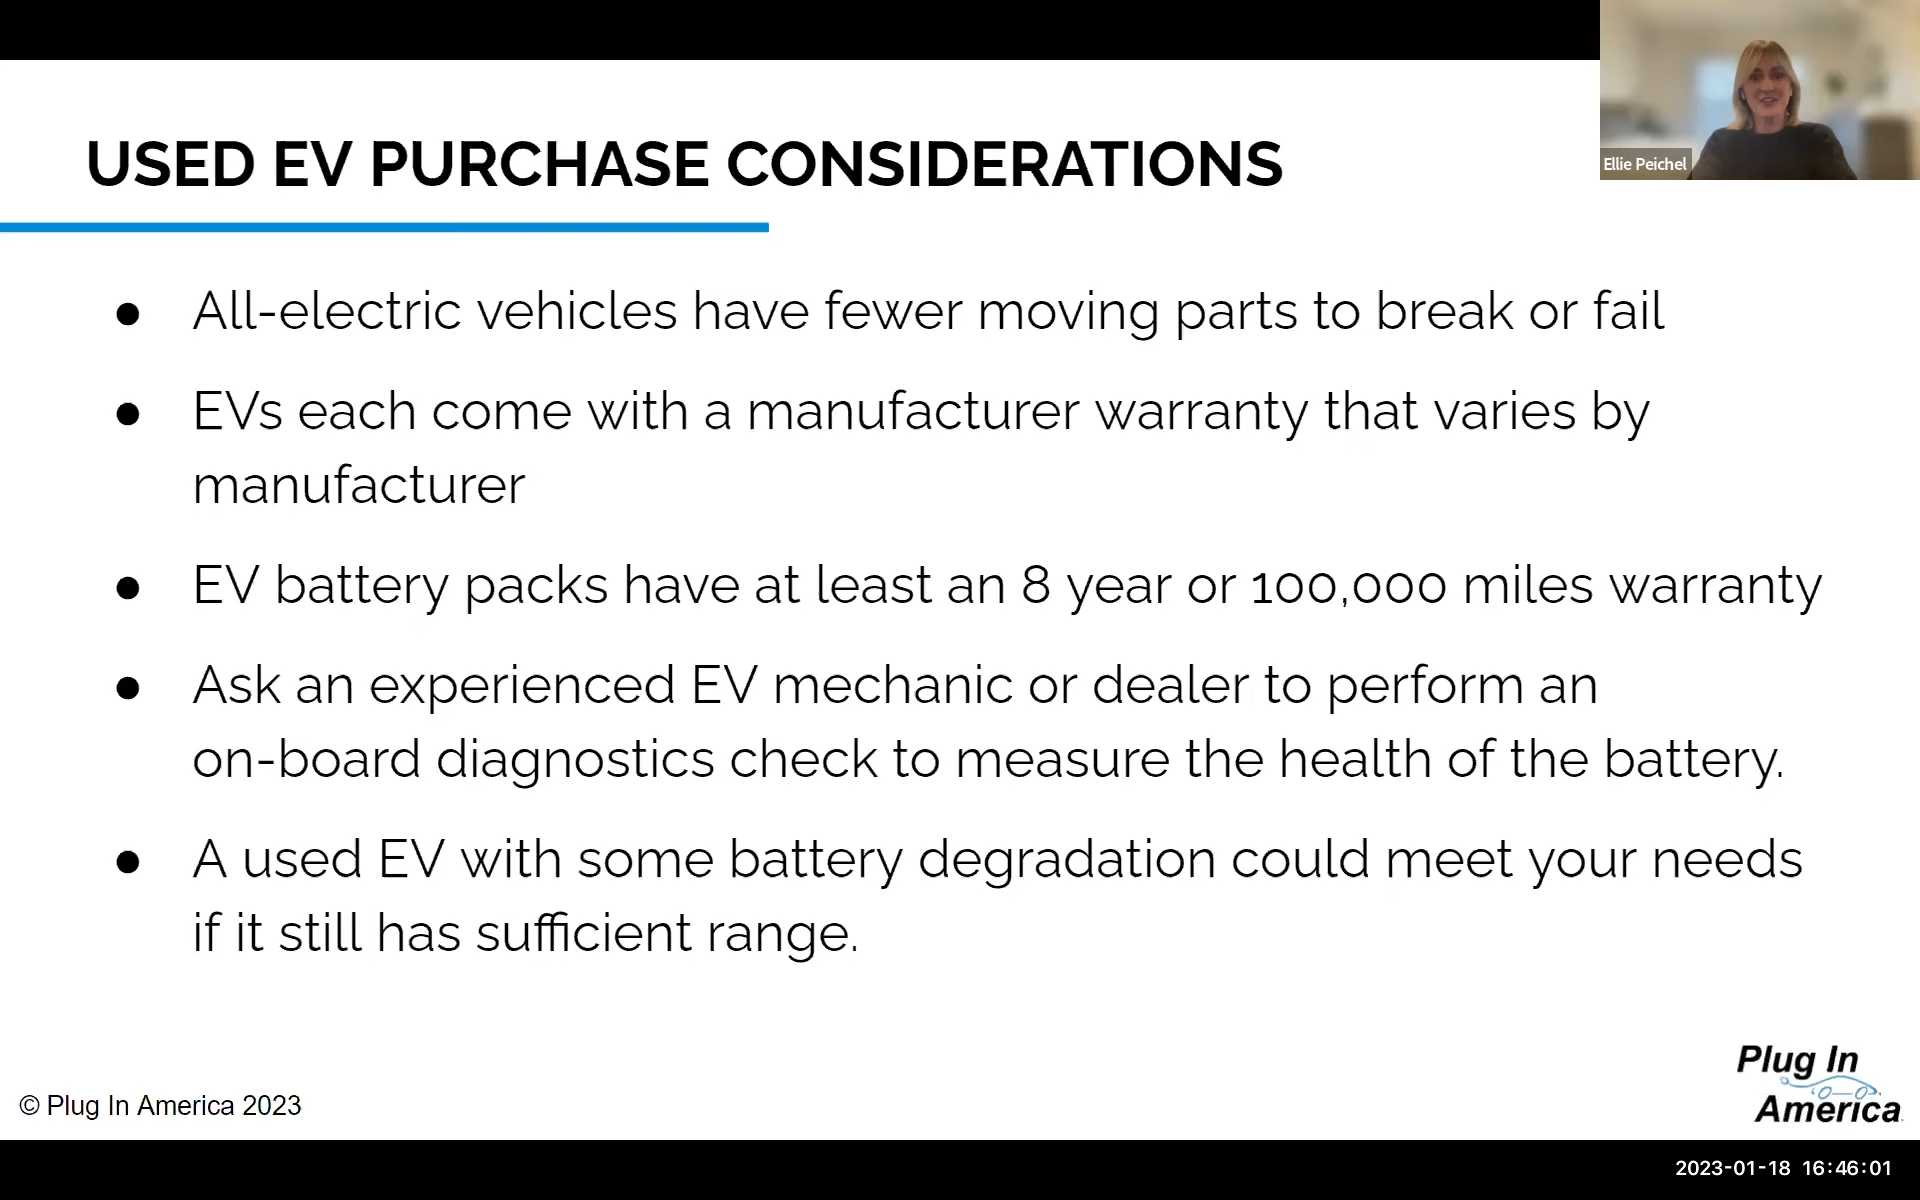 Ellie Peichel
USED EV PURCHASE CONSIDERATIONS
● All-electric vehicles have fewer moving parts to break or fail
● EVs each come with a manufacturer warranty that varies by
manufacturer
● EV battery packs have at least an 8 year or 100,000 miles warranty
● Ask an experienced EV mechanic or dealer to perform an
on-board diagnostics check to measure the health of the battery.
● A used EV with some battery degradation could meet your needs
if it still has sufficient range.
Plug In
America
© Plug In America 2023
2023-01-18 16:46:01